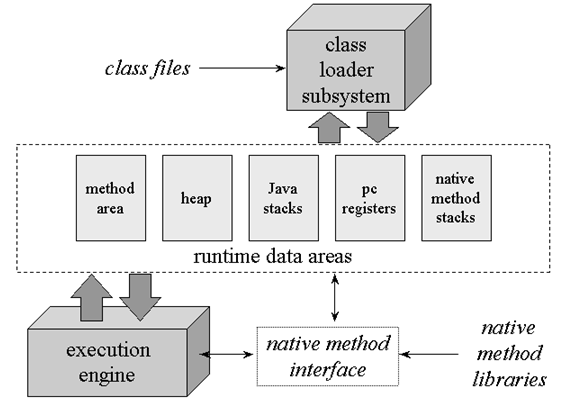 class
loader
subsystem
class files
method
area
heap
Java
stacks
pc
registers
native
method
stacks
runtime data areas
execution
engine
native method
interface
native
method
libraries